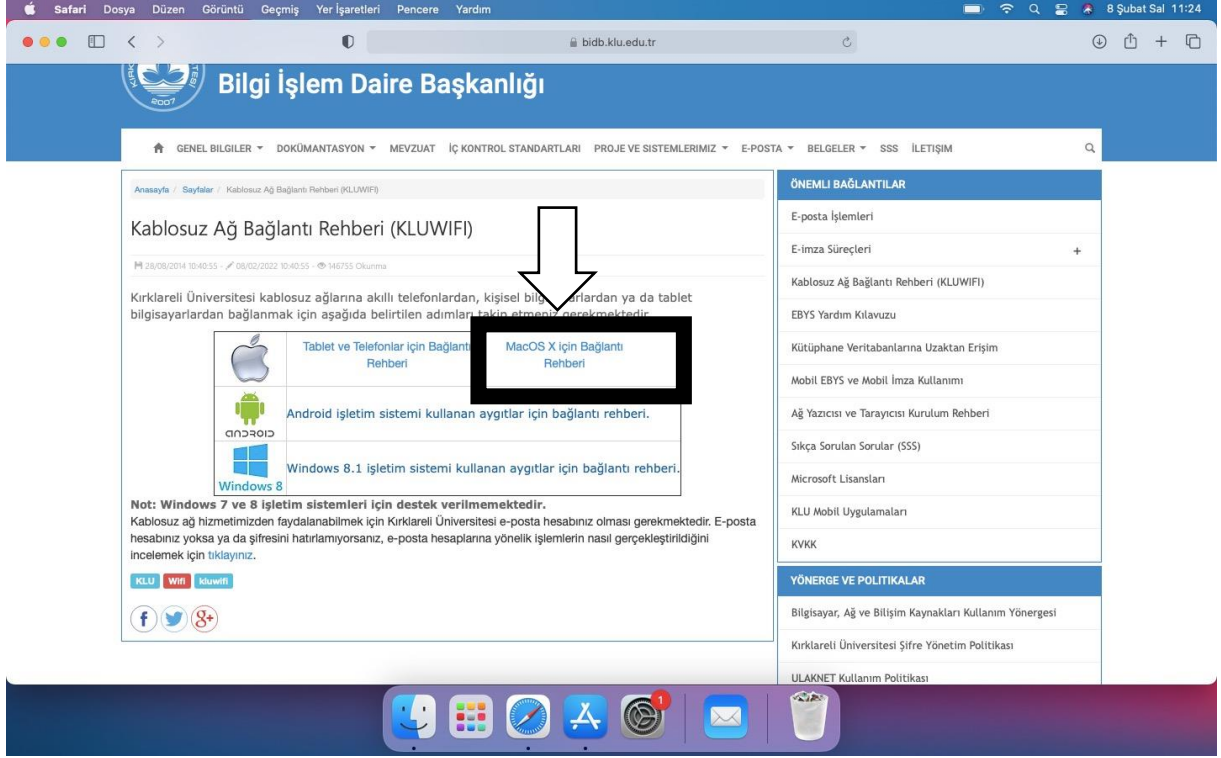 Safari Dosya Düzen Görüntü Geçmiş Yer İşaretleri Pencere Yardım
8 Şubat Sal 11:24
bidb.klu.edu.tr
2007
Bilgi İşlem Daire Başkanlığı
GENEL BILGILER DOKÜMANTASYON MEVZUAT İÇ KONTROL STANDARTLARI PROJE VE SISTEMLERIMIZ E-POSTA BELGELER SSS İLETIŞIM
Anasayfa / Sayfalar / Kablosuz Ağ Bağlantı Rehberi (KLUWIFI)
Kablosuz Ağ Bağlantı Rehberi (KLUWIFI)
28/08/2014 10:40:55 - 08/02/2022 10:40:55 - 146755 Okunma
Kırklareli Üniversitesi kablosuz ağlarına akıllı telefonlardan, kişisel ya da tablet
bilgisayarlardan bağlanmak için aşağıda belirtilen adımları takip etmeniz gerekmektedir.
Tablet ve Telefonlar için Bağlantı
Rehberi
MacOS X için Bağlantı
Rehberi
android
Android işletim sistemi kullanan aygıtlar için bağlantı rehberi.
Windows 8
Windows 8.1 işletim sistemi kullanan aygıtlar için bağlantı rehberi.
Not: Windows 7 ve 8 işletim sistemleri için destek verilmemektedir.
Kablosuz ağ hizmetimizden faydalanabilmek için Kırklareli Üniversitesi e-posta hesabınız olması gerekmektedir. E-posta
hesabınız yoksa ya da şifresini hatırlamıyorsanız, e-posta hesaplarına yönelik işlemlerin nasıl gerçekleştirildiğini
incelemek için tıklayınız.
KLU Wifi kluwifi
f 8+
ÖNEMLI BAĞLANTILAR
E-posta İşlemleri
E-imza Süreçleri +
Kablosuz Ağ Bağlantı Rehberi (KLUWIFI)
EBYS Yardım Kılavuzu
Kütüphane Veritabanlarına Uzaktan Erişim
Mobil EBYS ve Mobil İmza Kullanımı
Ağ Yazıcısı ve Tarayıcısı Kurulum Rehberi
Sıkça Sorulan Sorular (SSS)
Microsoft Lisansları
KLU Mobil Uygulamaları
KVKK
YÖNERGE VE POLITIKALAR
Bilgisayar, Ağ ve Bilişim Kaynakları Kullanım Yönergesi
Kırklareli Üniversitesi Şifre Yönetim Politikası
ULAKNET Kullanım Politikası
1